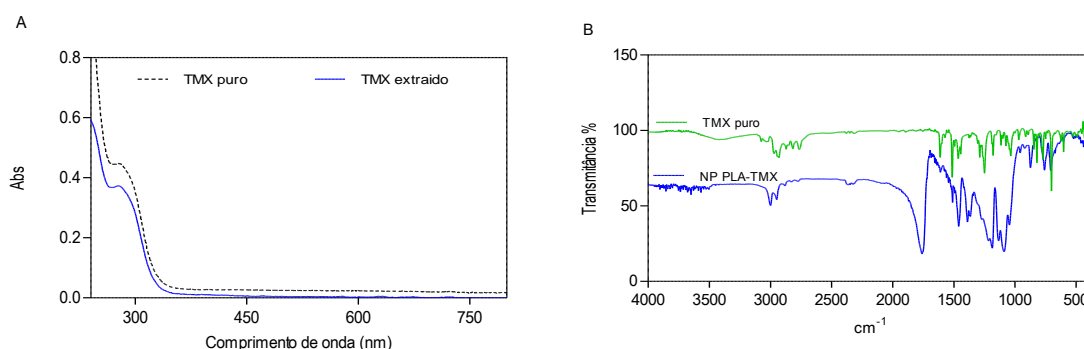 A
0.8
0.6
0.4
0.2
0.0
Abs
TMX puro
TMX extraido
300
450
600
750
Comprimento de onda (nm)
B
150
100
50
0
Transmitância %
TMX puro
NP PLA-TMX
4000
3500
3000
2500
2000
1500
1000
500
cm-1